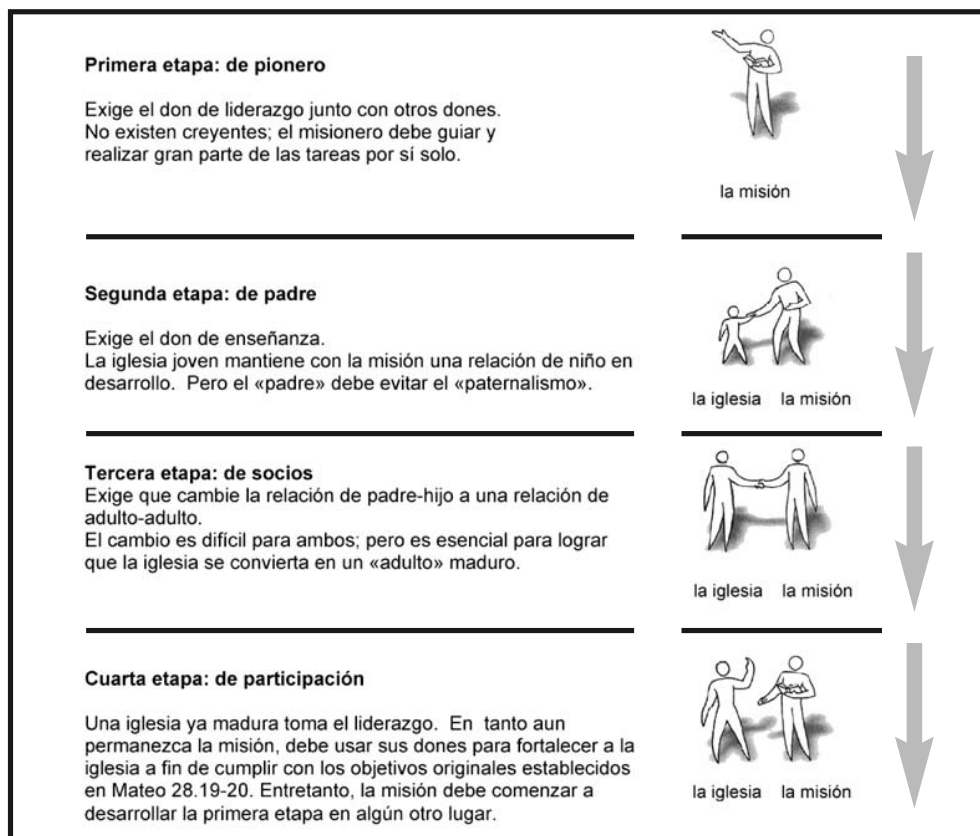 Primera etapa: de pionero
Exige el don de liderazgo junto con otros dones.
No existen creyentes; el misionero debe guiar y
realizar gran parte de las tareas por sí solo.
la misión
Segunda etapa: de padre
Exige el don de enseñanza.
La iglesia joven mantiene con la misión una relación de niño en
desarrollo.  Pero el «padre» debe evitar el «paternalismo».
la iglesia    la misión
Tercera etapa: de socios
Exige que cambie la relación de padre-hijo a una relación de
adulto-adulto.
El cambio es difícil para ambos; pero es esencial para lograr
que la iglesia se convierta en un «adulto» maduro.
la iglesia    la misión
Cuarta etapa: de participación
Una iglesia ya madura toma el liderazgo.  En  tanto aun
permanezca la misión, debe usar sus dones para fortalecer a la
iglesia a fin de cumplir con los objetivos originales establecidos
en Mateo 28.19-20. Entretanto, la misión debe comenzar a
desarrollar la primera etapa en algún otro lugar.
la iglesia    la misión